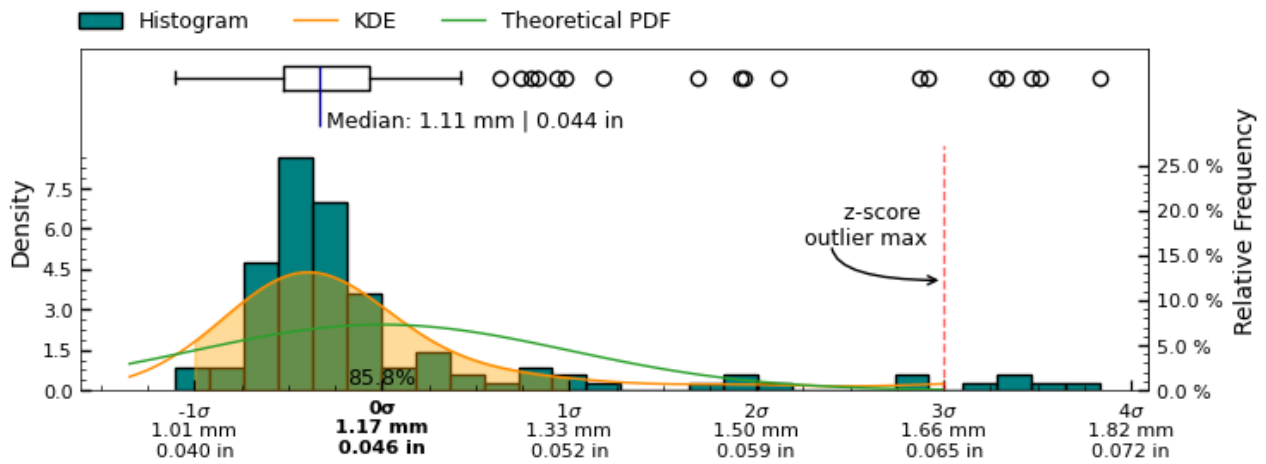 Histogram KDE Theoretical PDF
Median: 1.11 mm | 0.044 in
Density
7.5
6.0
4.5
3.0
1.5
0.0
z-score
outlier max
85.8%
25.0 %
20.0 %
15.0 %
10.0 %
5.0 %
0.0 %
Relative Frequency
-1σ 0σ 1σ 2σ 3σ 4σ
1.01 mm 1.17 mm 1.33 mm 1.50 mm 1.66 mm 1.82 mm
0.040 in 0.046 in 0.052 in 0.059 in 0.065 in 0.072 in